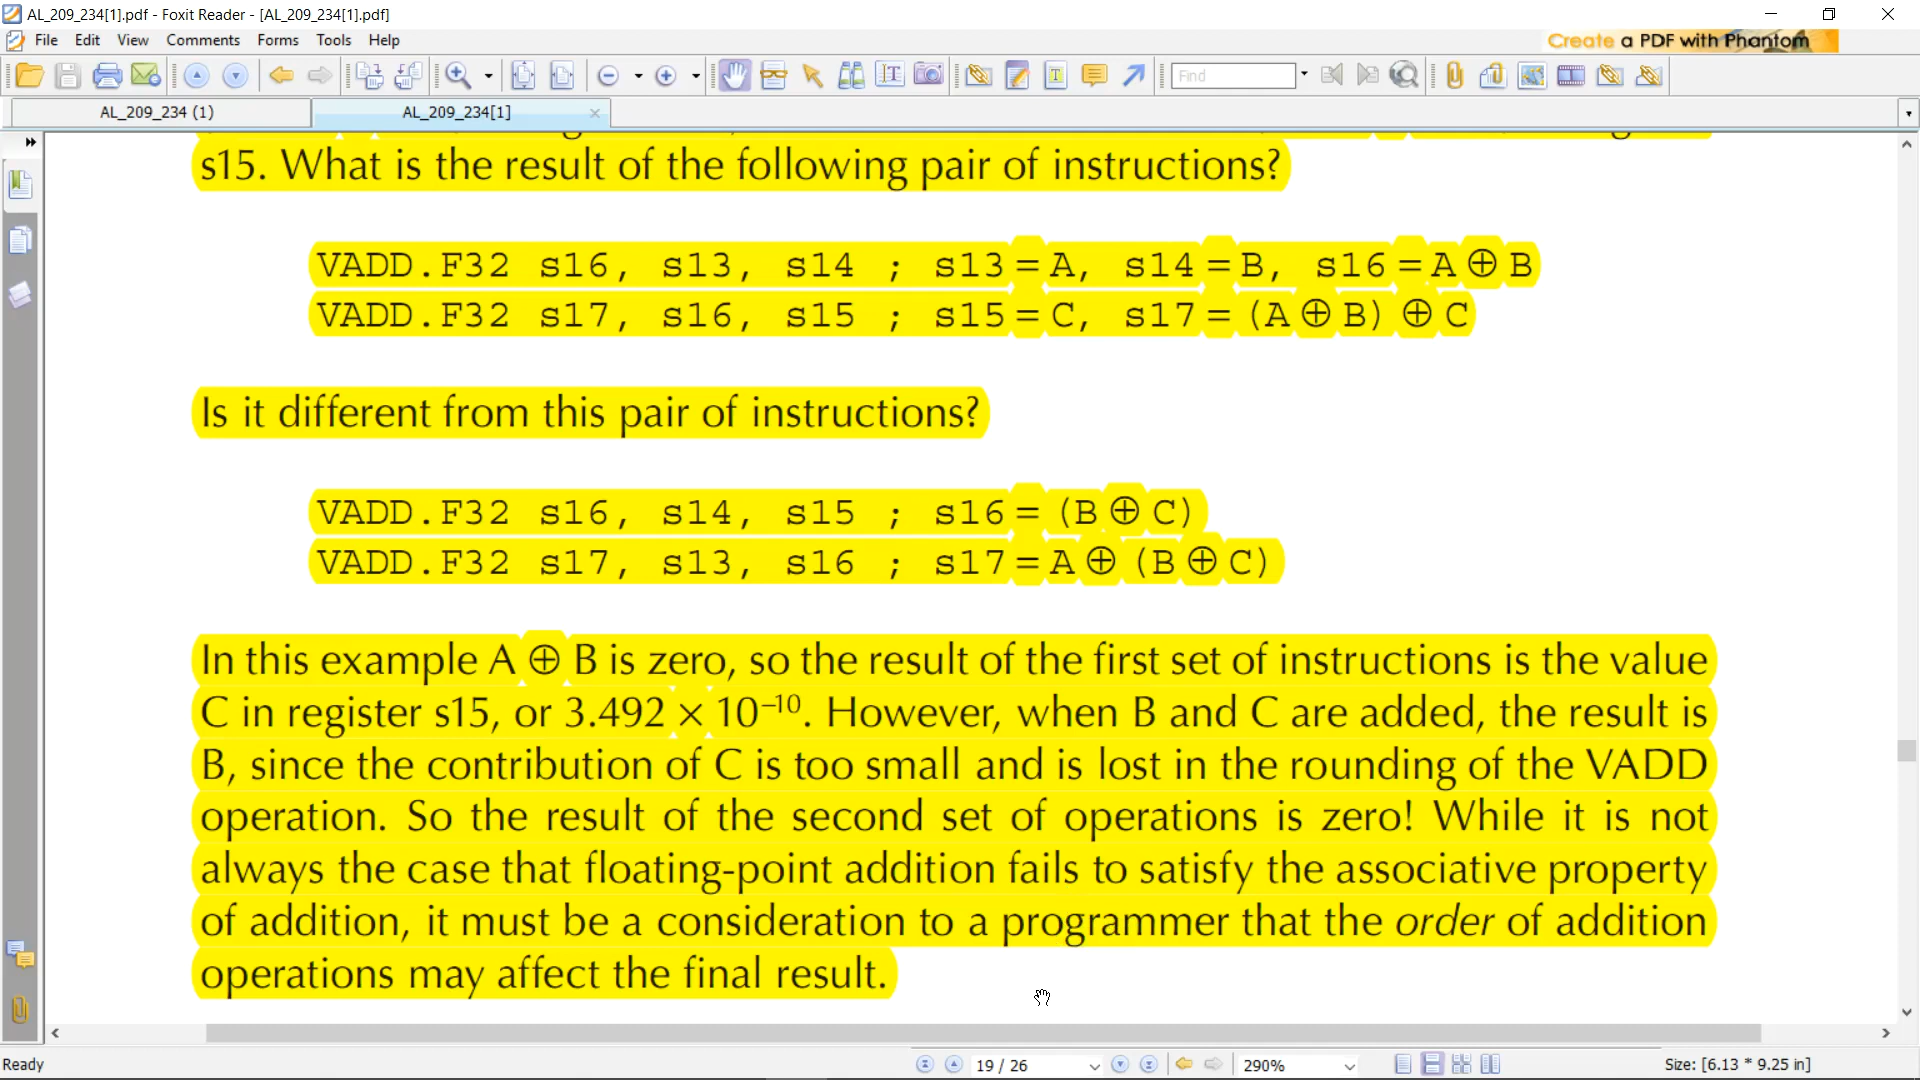 AL_209_234[1].pdf - Foxit Reader - [AL_209_234[1].pdf]
File Edit View Comments Forms Tools Help
Create a PDF with Phantom
Find
AL_209_234 (1)
AL_209_234[1]
s15. What is the result of the following pair of instructions?
VADD.F32 s16, s13, s14 ; s13=A, s14=B, s16=A⊕B
VADD.F32 s17, s16, s15 ; s15=C, s17=(A⊕B)⊕C
Is it different from this pair of instructions?
VADD.F32 s16, s14, s15 ; s16=(B⊕C)
VADD.F32 s17, s13, s16 ; s17=A⊕(B⊕C)
In this example A ⊕ B is zero, so the result of the first set of instructions is the value
C in register s15, or 3.492 × 10⁻¹⁰. However, when B and C are added, the result is
B, since the contribution of C is too small and is lost in the rounding of the VADD
operation. So the result of the second set of operations is zero! While it is not
always the case that floating-point addition fails to satisfy the associative property
of addition, it must be a consideration to a programmer that the order of addition
operations may affect the final result.
Ready
19 / 26
290%
Size: [6.13 * 9.25 in]